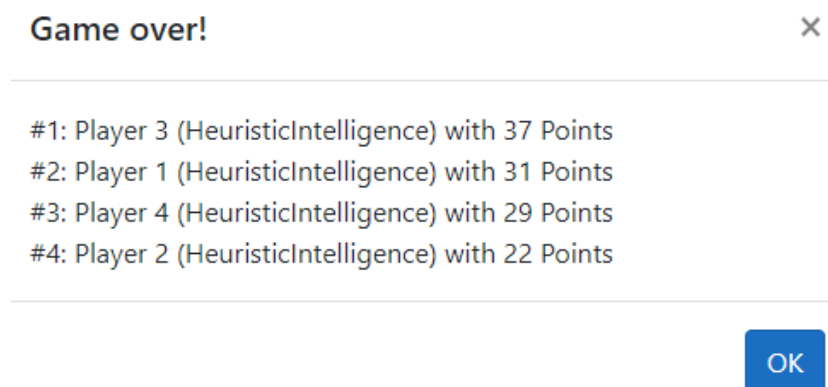 Game over!
#1: Player 3 (HeuristicIntelligence) with 37 Points
#2: Player 1 (HeuristicIntelligence) with 31 Points
#3: Player 4 (HeuristicIntelligence) with 29 Points
#4: Player 2 (HeuristicIntelligence) with 22 Points
OK